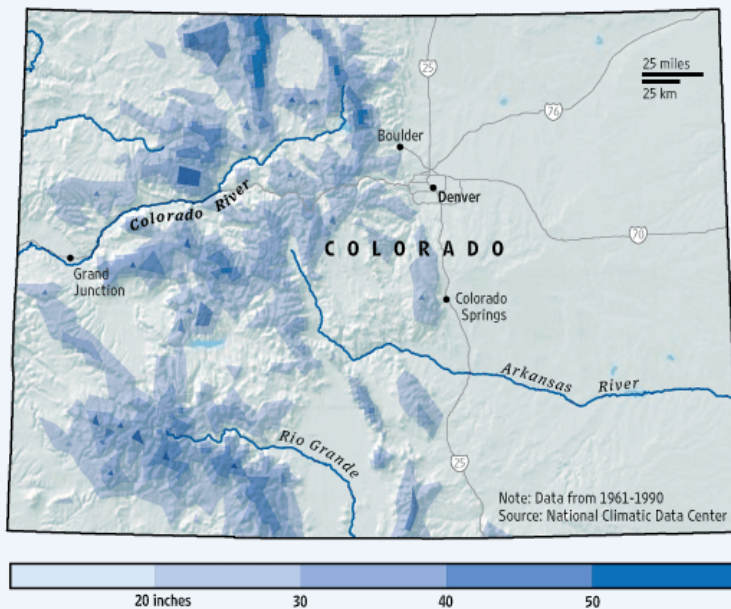 25
25 miles
25 km
76
Boulder
Denver
Colorado River
COLORADO
70
Grand
Junction
Colorado
Springs
Arkansas River
Rio Grande
25
Note: Data from 1961-1990
Source: National Climatic Data Center
20 inches 30 40 50